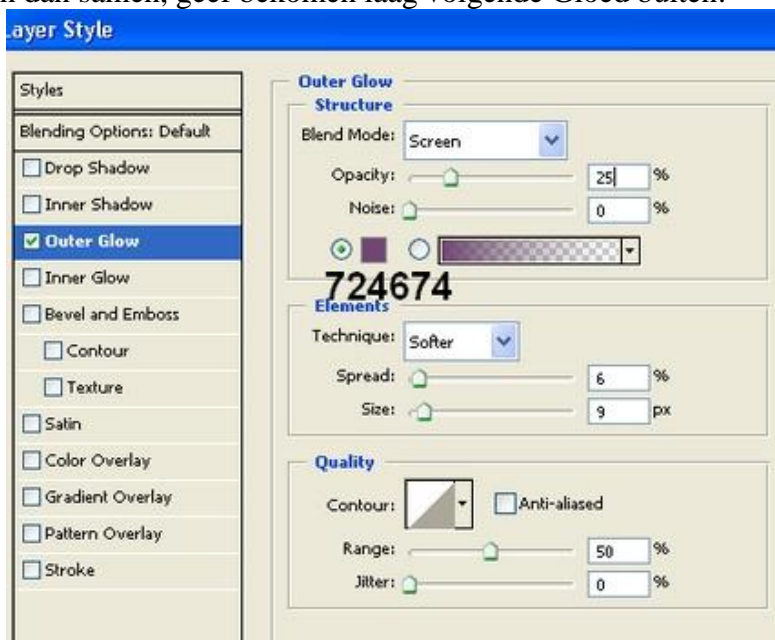 dan samen, geef bekomen laag volgende Gloed buiten:
Layer Style
Styles
Blending Options: Default
Drop Shadow
Inner Shadow
Outer Glow
Inner Glow
Bevel and Emboss
Contour
Texture
Satin
Color Overlay
Gradient Overlay
Pattern Overlay
Stroke
Outer Glow
Structure
Blend Mode: Screen
Opacity: 25 %
Noise: 0 %
724674
Elements
Technique: Softer
Spread: 6 %
Size: 9 px
Quality
Contour: Anti-aliased
Range: 50 %
Jitter: 0 %